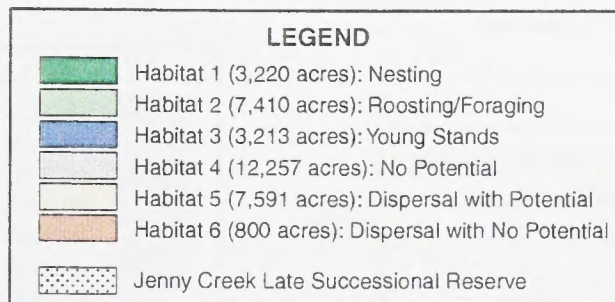 LEGEND
Habitat 1 (3,220 acres): Nesting
Habitat 2 (7,410 acres): Roosting/Foraging
Habitat 3 (3,213 acres): Young Stands
Habitat 4 (12,257 acres): No Potential
Habitat 5 (7,591 acres): Dispersal with Potential
Habitat 6 (800 acres): Dispersal with No Potential
Jenny Creek Late Successional Reserve